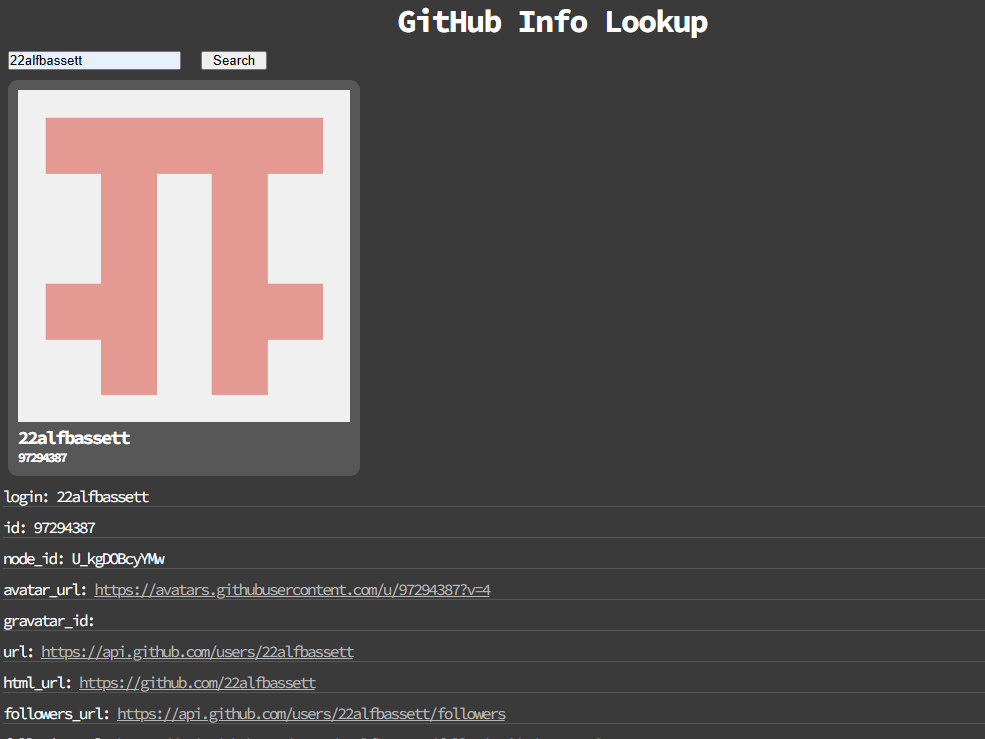 GitHub Info Lookup
22alfbassett
Search
22alfbassett
97294387
login: 22alfbassett
id: 97294387
node_id: U_kgDOBcyYMw
avatar_url: https://avatars.githubusercontent.com/u/97294387?v=4
gravatar_id:
url: https://api.github.com/users/22alfbassett
html_url: https://github.com/22alfbassett
followers_url: https://api.github.com/users/22alfbassett/followers